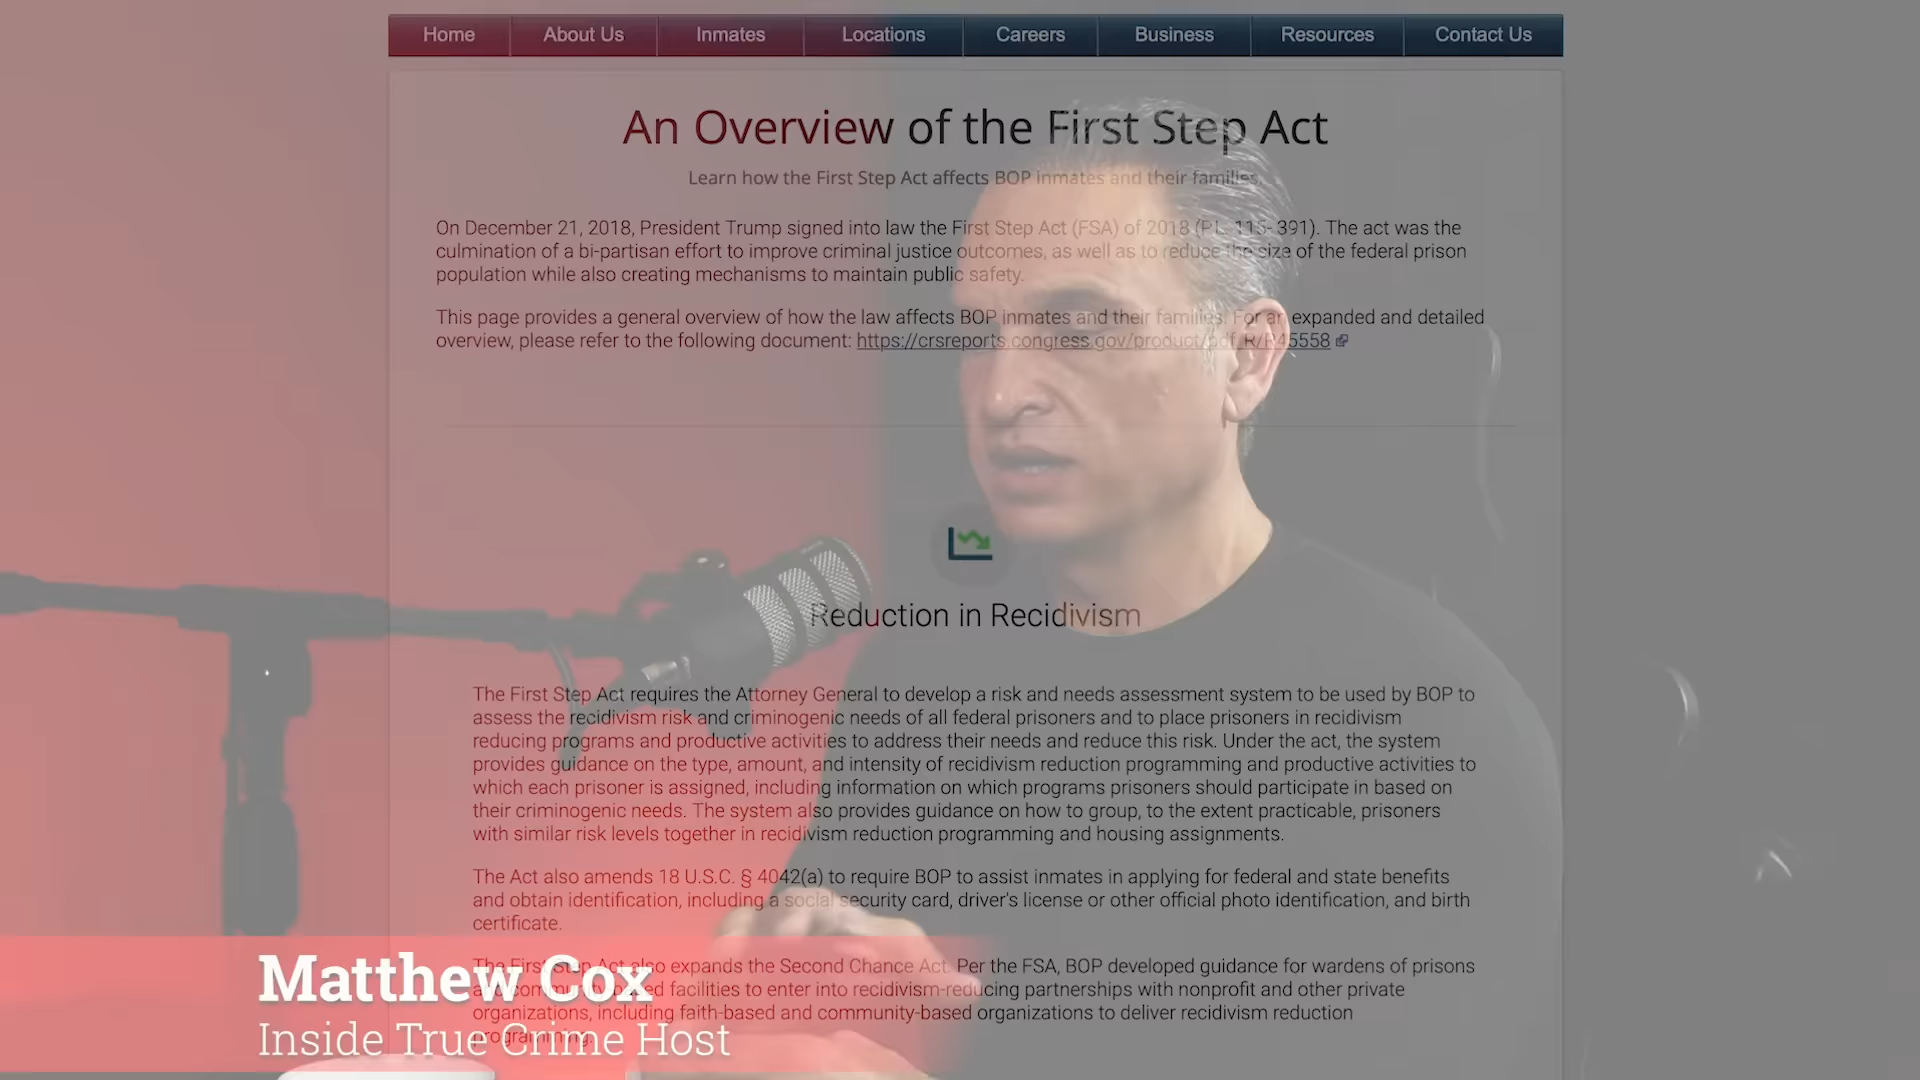 Home About Us Inmates Locations Careers Business Resources Contact Us
An Overview of the First Step Act
Learn how the First Step Act affects BOP inmates and their families.
On December 21, 2018, President Trump signed into law the First Step Act (FSA) of 2018 (P.L. 115- 391). The act was the
culmination of a bi-partisan effort to improve criminal justice outcomes, as well as to reduce the size of the federal prison
population while also creating mechanisms to maintain public safety.
This page provides a general overview of how the law affects BOP inmates and their families. For an expanded and detailed
overview, please refer to the following document: https://crsreports.congress.gov/product/pdf/R/R45558
Reduction in Recidivism
The First Step Act requires the Attorney General to develop a risk and needs assessment system to be used by BOP to
assess the recidivism risk and criminogenic needs of all federal prisoners and to place prisoners in recidivism
reducing programs and productive activities to address their needs and reduce this risk. Under the act, the system
provides guidance on the type, amount, and intensity of recidivism reduction programming and productive activities to
which each prisoner is assigned, including information on which programs prisoners should participate in based on
their criminogenic needs. The system also provides guidance on how to group, to the extent practicable, prisoners
with similar risk levels together in recidivism reduction programming and housing assignments.
The Act also amends 18 U.S.C. § 4042(a) to require BOP to assist inmates in applying for federal and state benefits
and obtain identification, including a social security card, driver's license or other official photo identification, and birth
certificate.
The First Step Act also expands the Second Chance Act. Per the FSA, BOP developed guidance for wardens of prisons
and community-based facilities to enter into recidivism-reducing partnerships with nonprofit and other private
organizations, including faith-based and community-based organizations to deliver recidivism reduction
programming.
Matthew Cox
Inside True Crime Host